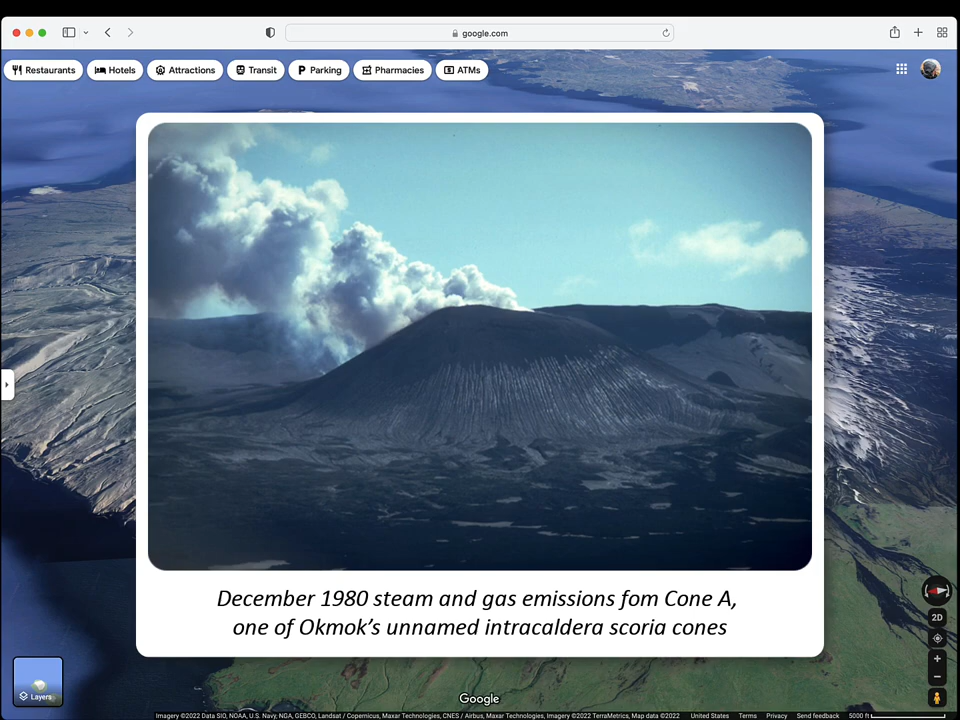 google.com
Restaurants
Hotels
Attractions
Transit
Parking
Pharmacies
ATMs
December 1980 steam and gas emissions fom Cone A,
one of Okmok's unnamed intracaldera scoria cones
2D
Layers
Google
Imagery ©2022 Data SIO, NOAA, U.S. Navy, NGA, GEBCO, Landsat / Copernicus, Maxar Technologies, CNES / Airbus, Maxar Technologies, Imagery ©2022 TerraMetrics, Map data ©2022 United States Terms Privacy Send feedback